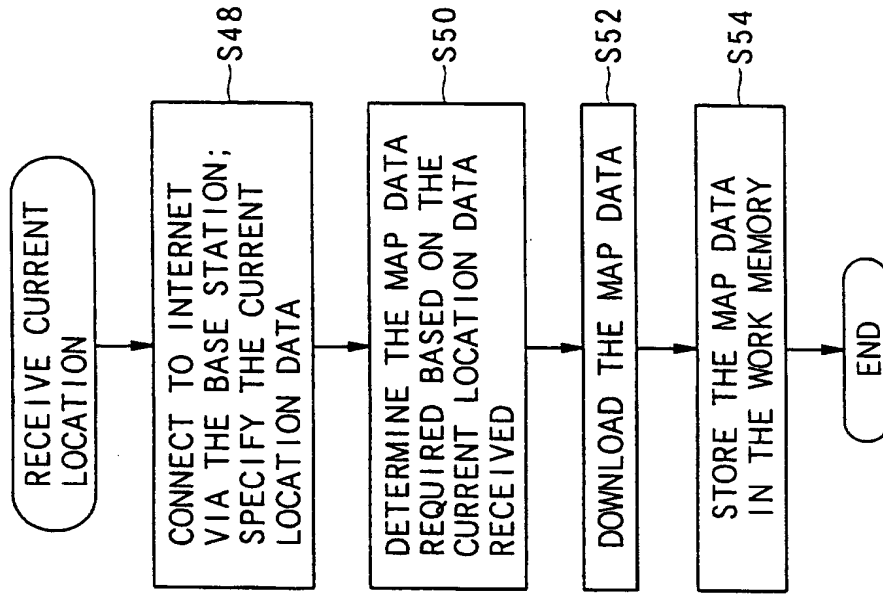 RECEIVE CURRENT
LOCATION
CONNECT TO INTERNET
VIA THE BASE STATION;
SPECIFY THE CURRENT
LOCATION DATA
S48
DETERMINE THE MAP DATA
REQUIRED BASED ON THE
CURRENT LOCATION DATA
RECEIVED
S50
DOWNLOAD THE MAP DATA
S52
STORE THE MAP DATA
IN THE WORK MEMORY
S54
END